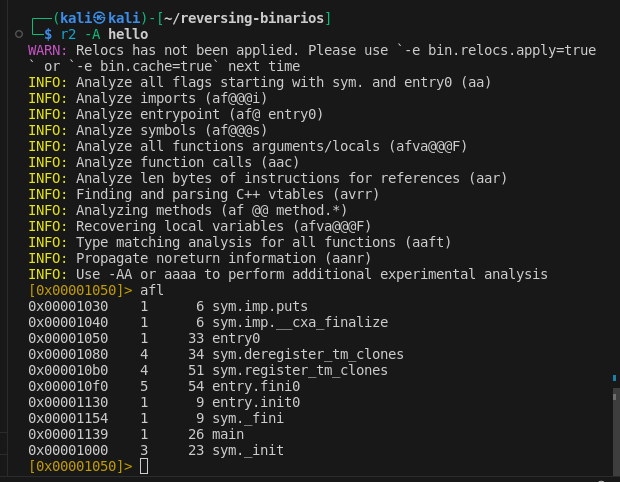 ┌──(kali㉿kali)-[~/reversing-binarios]
└─$ r2 -A hello
WARN: Relocs has not been applied. Please use `-e bin.relocs.apply=true
` or `-e bin.cache=true` next time
INFO: Analyze all flags starting with sym. and entry0 (aa)
INFO: Analyze imports (af@@@i)
INFO: Analyze entrypoint (af@ entry0)
INFO: Analyze symbols (af@@@s)
INFO: Analyze all functions arguments/locals (afva@@@F)
INFO: Analyze function calls (aac)
INFO: Analyze len bytes of instructions for references (aar)
INFO: Finding and parsing C++ vtables (avrr)
INFO: Analyzing methods (af @@ method.*)
INFO: Recovering local variables (afva@@@F)
INFO: Type matching analysis for all functions (aaft)
INFO: Propagate noreturn information (aanr)
INFO: Use -AA or aaaa to perform additional experimental analysis
[0x00001050]> afl
0x00001030    1      6 sym.imp.puts
0x00001040    1      6 sym.imp.__cxa_finalize
0x00001050    1     33 entry0
0x00001080    4     34 sym.deregister_tm_clones
0x000010b0    4     51 sym.register_tm_clones
0x000010f0    5     54 entry.fini0
0x00001130    1      9 entry.init0
0x00001154    1      9 sym._fini
0x00001139    1     26 main
0x00001000    3     23 sym._init
[0x00001050]>